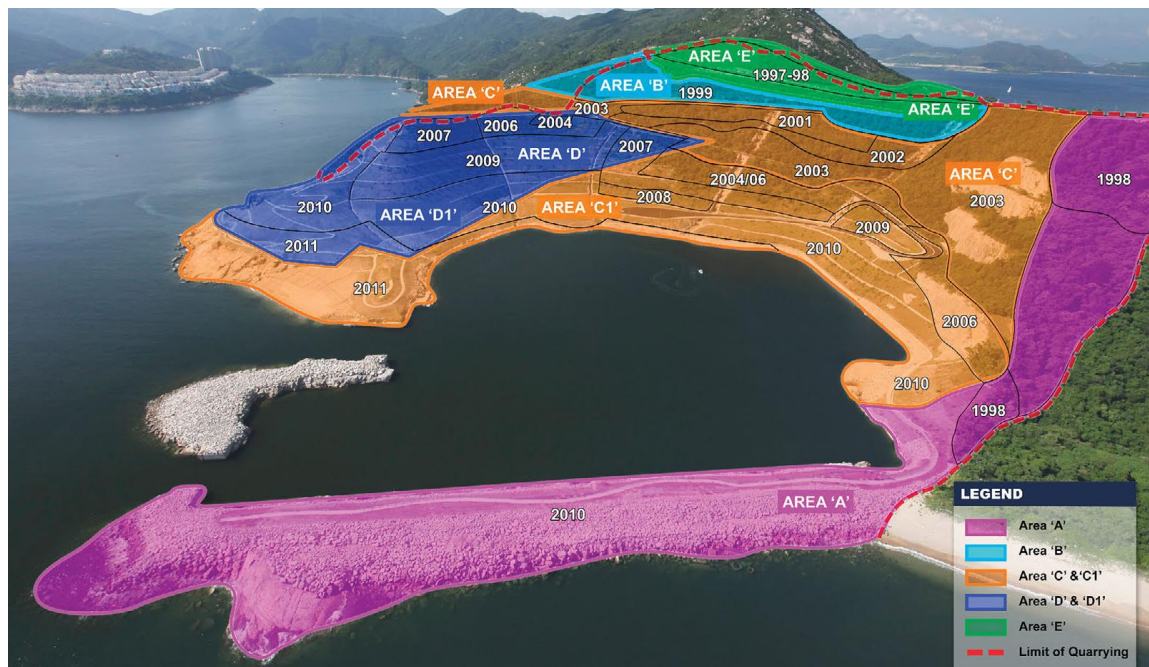 AREA 'E'
1997-98
AREA 'B'
1999
AREA 'E'
AREA 'C'
2003
2004
2006
2007
2001
2007
2002
2009
AREA 'D'
2003
2004/06
AREA 'C'
2003
1998
2010
AREA 'D1'
2010
AREA 'C1'
2008
2009
2011
2010
2011
2006
2010
1998
AREA 'A'
2010
LEGEND
Area 'A'
Area 'B'
Area 'C' &'C1'
Area 'D' & 'D1'
Area 'E'
Limit of Quarrying